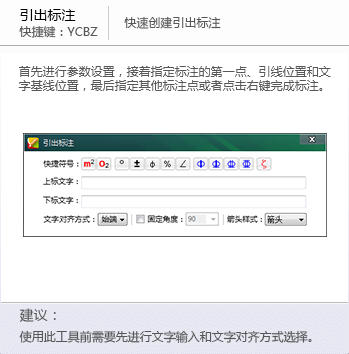 引出标注
快捷键：YCBZ
快速创建引出标注
首先进行参数设置，接着指定标注的第一点、引线位置和文
字基线位置，最后指定其他标注点或者点击右键完成标注。
引出标注
快捷符号： m² O₂ ° ± ϕ % ∠ Φ Φ Φ Φ ζ
上标文字：
下标文字：
文字对齐方式： 始端 固定角度： 90 箭头样式： 箭头
建议：
使用此工具前需要先进行文字输入和文字对齐方式选择。